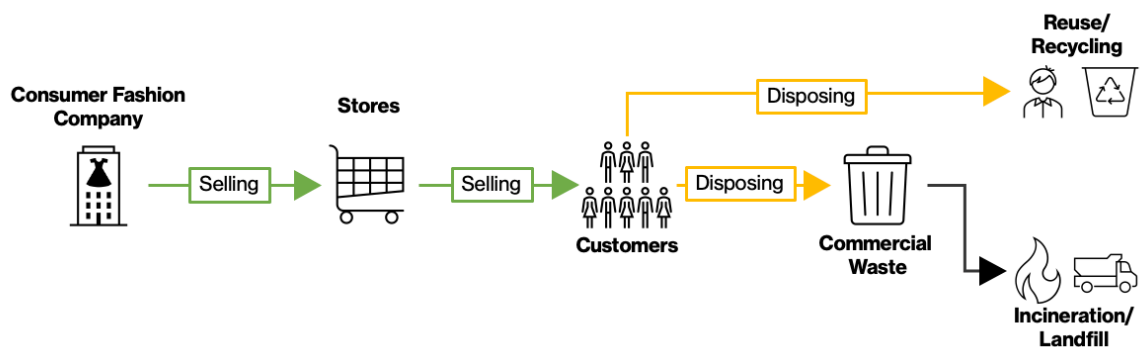 Consumer Fashion
Company
Selling
Stores
Selling
Customers
Disposing
Reuse/
Recycling
Disposing
Commercial
Waste
Incineration/
Landfill